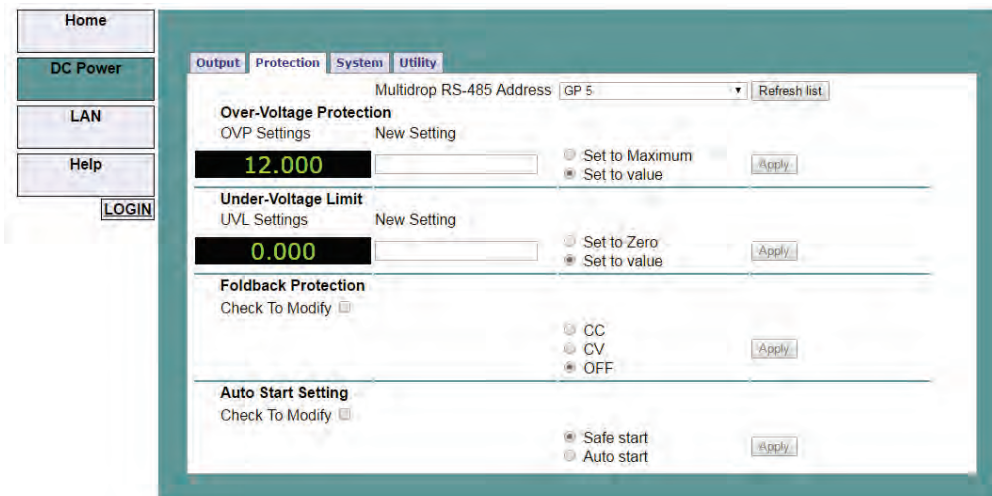 Home
DC Power
LAN
Help
LOGIN
Output Protection System Utility
Multidrop RS-485 Address GP 5 Refresh list
Over-Voltage Protection
OVP Settings New Setting
12.000 Set to Maximum
Set to value
Apply
Under-Voltage Limit
UVL Settings New Setting
0.000 Set to Zero
Set to value
Apply
Foldback Protection
Check To Modify
CC
CV
OFF
Apply
Auto Start Setting
Check To Modify
Safe start
Auto start
Apply